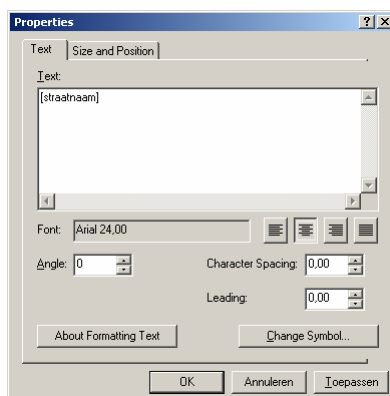 Properties
Text Size and Position
Text:
[straatnaam]
Font: Arial 24,00
Angle: 0 Character Spacing: 0,00
Leading: 0,00
About Formatting Text Change Symbol...
OK Annuleren Toepassen